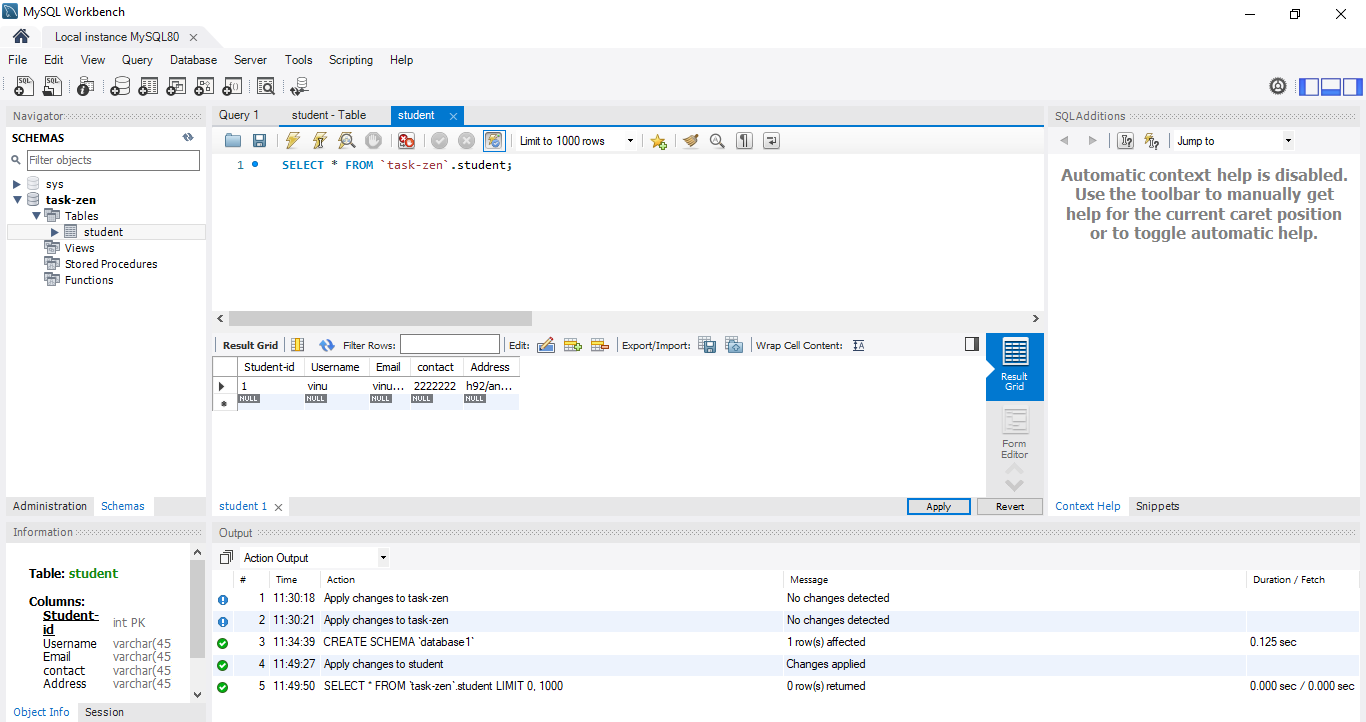 MySQL Workbench
Local instance MySQL80
File Edit View Query Database Server Tools Scripting Help
Navigator
SCHEMAS
Filter objects
sys
task-zen
Tables
student
Views
Stored Procedures
Functions
Administration Schemas
Query 1 student - Table student
Limit to 1000 rows
1 SELECT * FROM `task-zen`.student;
Result Grid Filter Rows: Edit: Export/Import: Wrap Cell Content:
Student-id Username Email contact Address
1 vinu vinu... 2222222 h92/an...
NULL NULL NULL NULL NULL
Result
Grid
Form
Editor
student 1
Apply Revert
SQLAdditions
Jump to
Automatic context help is disabled.
Use the toolbar to manually get
help for the current caret position
or to toggle automatic help.
Context Help Snippets
Information
Table: student
Columns:
Student-
id int PK
Username varchar(45
Email varchar(45
contact varchar(45
Address varchar(45
Object Info Session
Output
Action Output
# Time Action Message Duration / Fetch
1 11:30:18 Apply changes to task-zen No changes detected
2 11:30:21 Apply changes to task-zen No changes detected
3 11:34:39 CREATE SCHEMA `database1` 1 row(s) affected 0.125 sec
4 11:49:27 Apply changes to student Changes applied
5 11:49:50 SELECT * FROM `task-zen`.student LIMIT 0, 1000 0 row(s) returned 0.000 sec / 0.000 sec